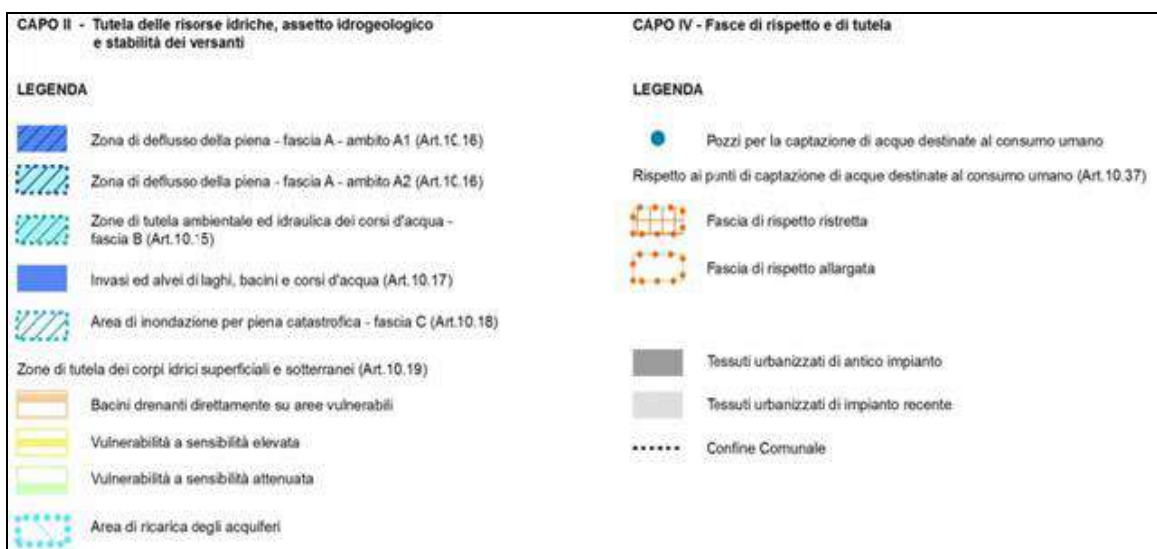 CAPO II - Tutela delle risorse idriche, assetto idrogeologico
e stabilità dei versanti
LEGENDA
Zona di deflusso della piena - fascia A - ambito A1 (Art.10.16)
Zona di deflusso della piena - fascia A - ambito A2 (Art.10.16)
Zone di tutela ambientale ed idraulica dei corsi d'acqua -
fascia B (Art.10.15)
Invasi ed alvei di laghi, bacini e corsi d'acqua (Art.10.17)
Area di inondazione per piena catastrofica - fascia C (Art.10.18)
Zone di tutela dei corpi idrici superficiali e sotterranei (Art.10.19)
Bacini drenanti direttamente su aree vulnerabili
Vulnerabilità a sensibilità elevata
Vulnerabilità a sensibilità attenuata
Area di ricarica degli acquiferi
CAPO IV - Fasce di rispetto e di tutela
LEGENDA
Pozzi per la captazione di acque destinate al consumo umano
Rispetto ai punti di captazione di acque destinate al consumo umano (Art.10.37)
Fascia di rispetto ristretta
Fascia di rispetto allargata
Tessuti urbanizzati di antico impianto
Tessuti urbanizzati di impianto recente
Confine Comunale